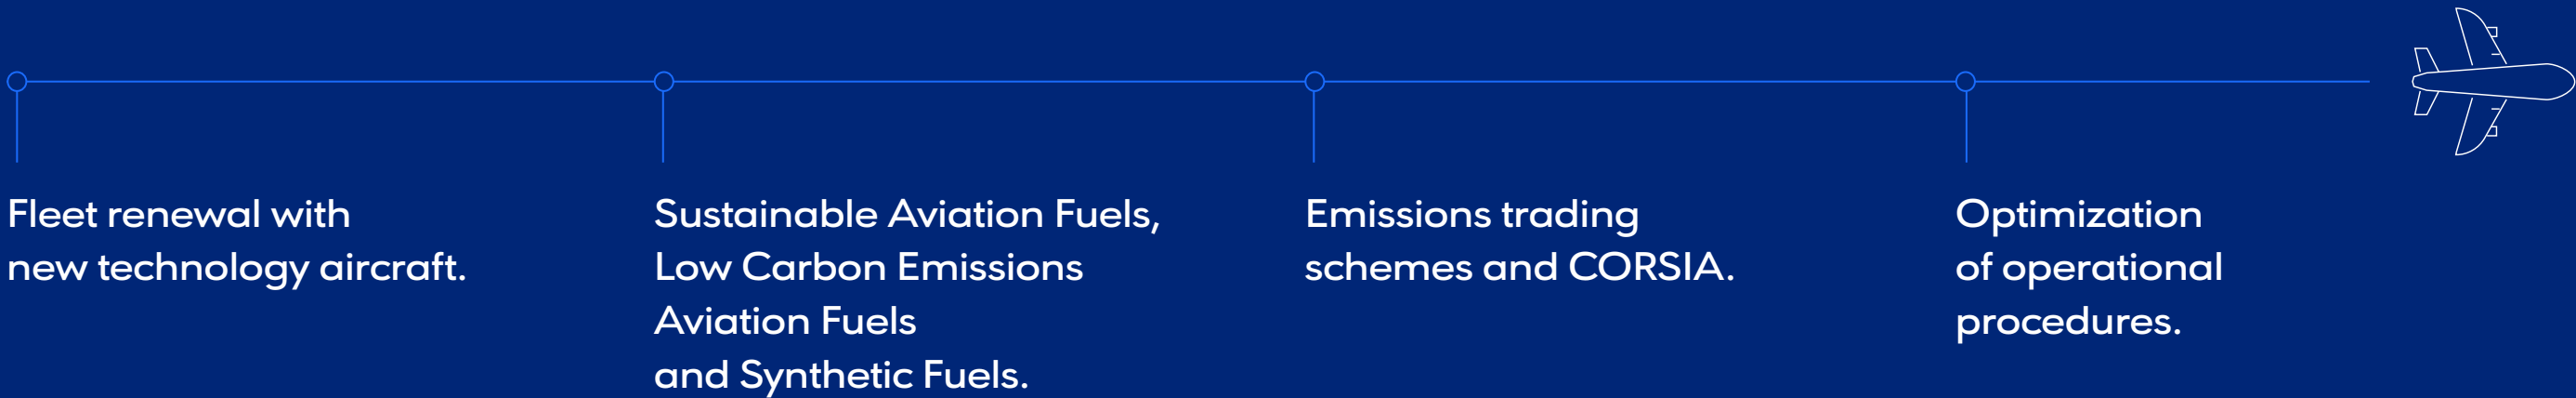 Fleet renewal with
new technology aircraft.
Sustainable Aviation Fuels,
Low Carbon Emissions
Aviation Fuels
and Synthetic Fuels.
Emissions trading
schemes and CORSIA.
Optimization
of operational
procedures.